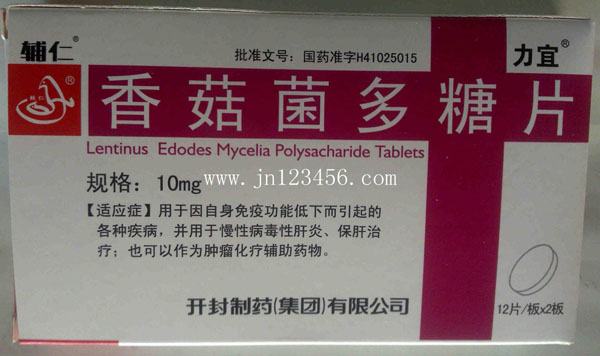 辅仁®
批准文号：国药准字H41025015
力宜®
辅仁
®
香菇菌多糖片
Lentinus Edodes Mycelia Polysacharide Tablets
规格：10mg
www.jn123456.com
【适应症】用于因自身免疫功能低下而引起的
各种疾病，并用于慢性病毒性肝炎、保肝治
疗；也可以作为肿瘤化疗辅助药物。
12片/板x2板
开封制药(集团)有限公司